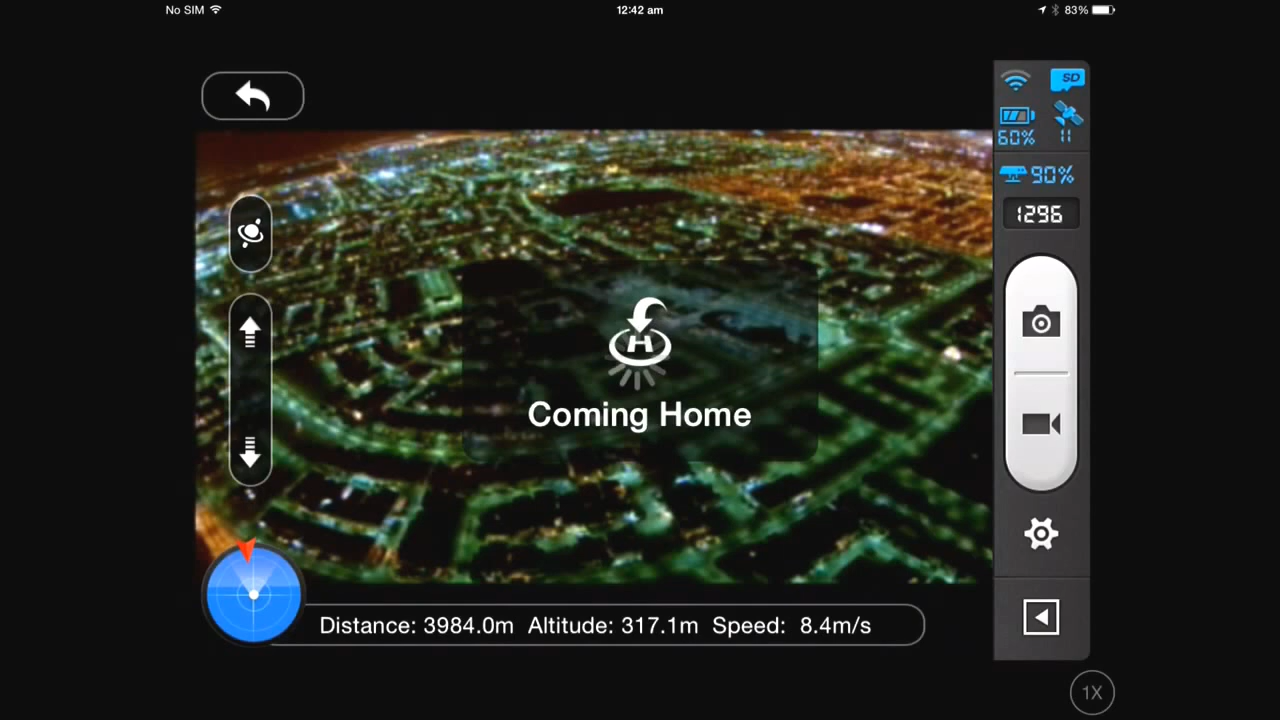 No SIM
12:42 am
83%
SD
60%
11
90%
1296
H
Coming Home
Distance: 3984.0m Altitude: 317.1m Speed: 8.4m/s
1X